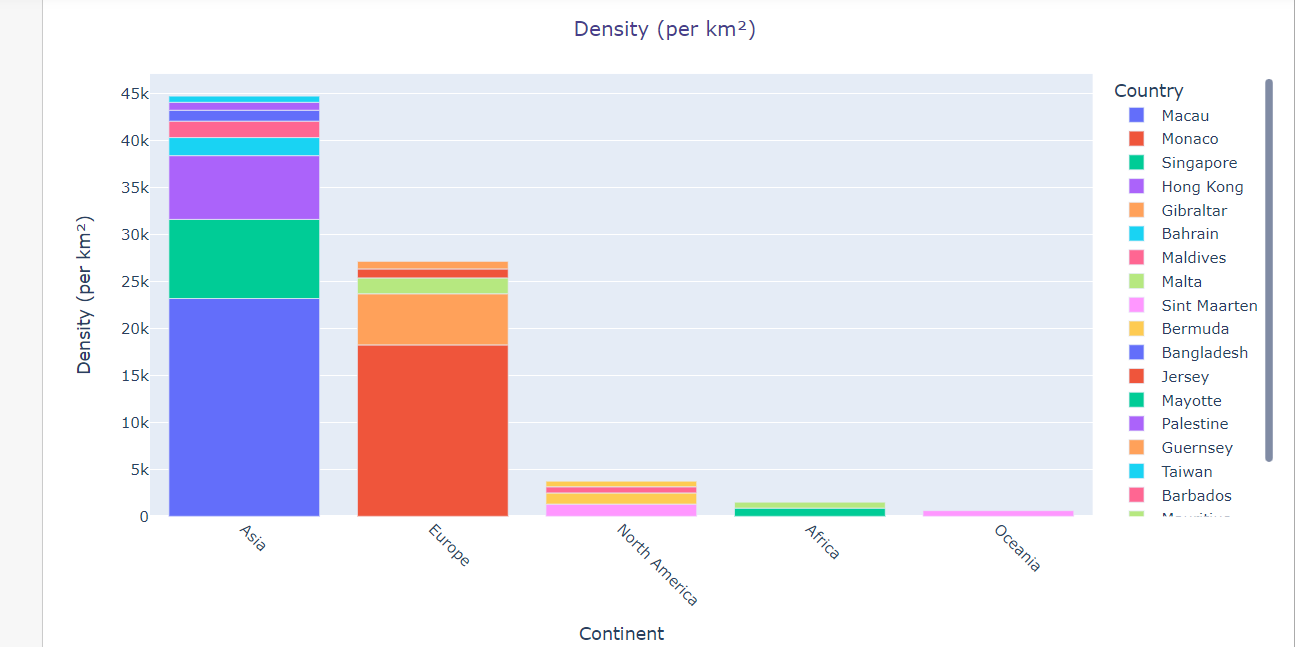 Density (per km²)
Density (per km²)
45k
40k
35k
30k
25k
20k
15k
10k
5k
0
Asia
Europe
North America
Africa
Oceania
Continent
Country
Macau
Monaco
Singapore
Hong Kong
Gibraltar
Bahrain
Maldives
Malta
Sint Maarten
Bermuda
Bangladesh
Jersey
Mayotte
Palestine
Guernsey
Taiwan
Barbados